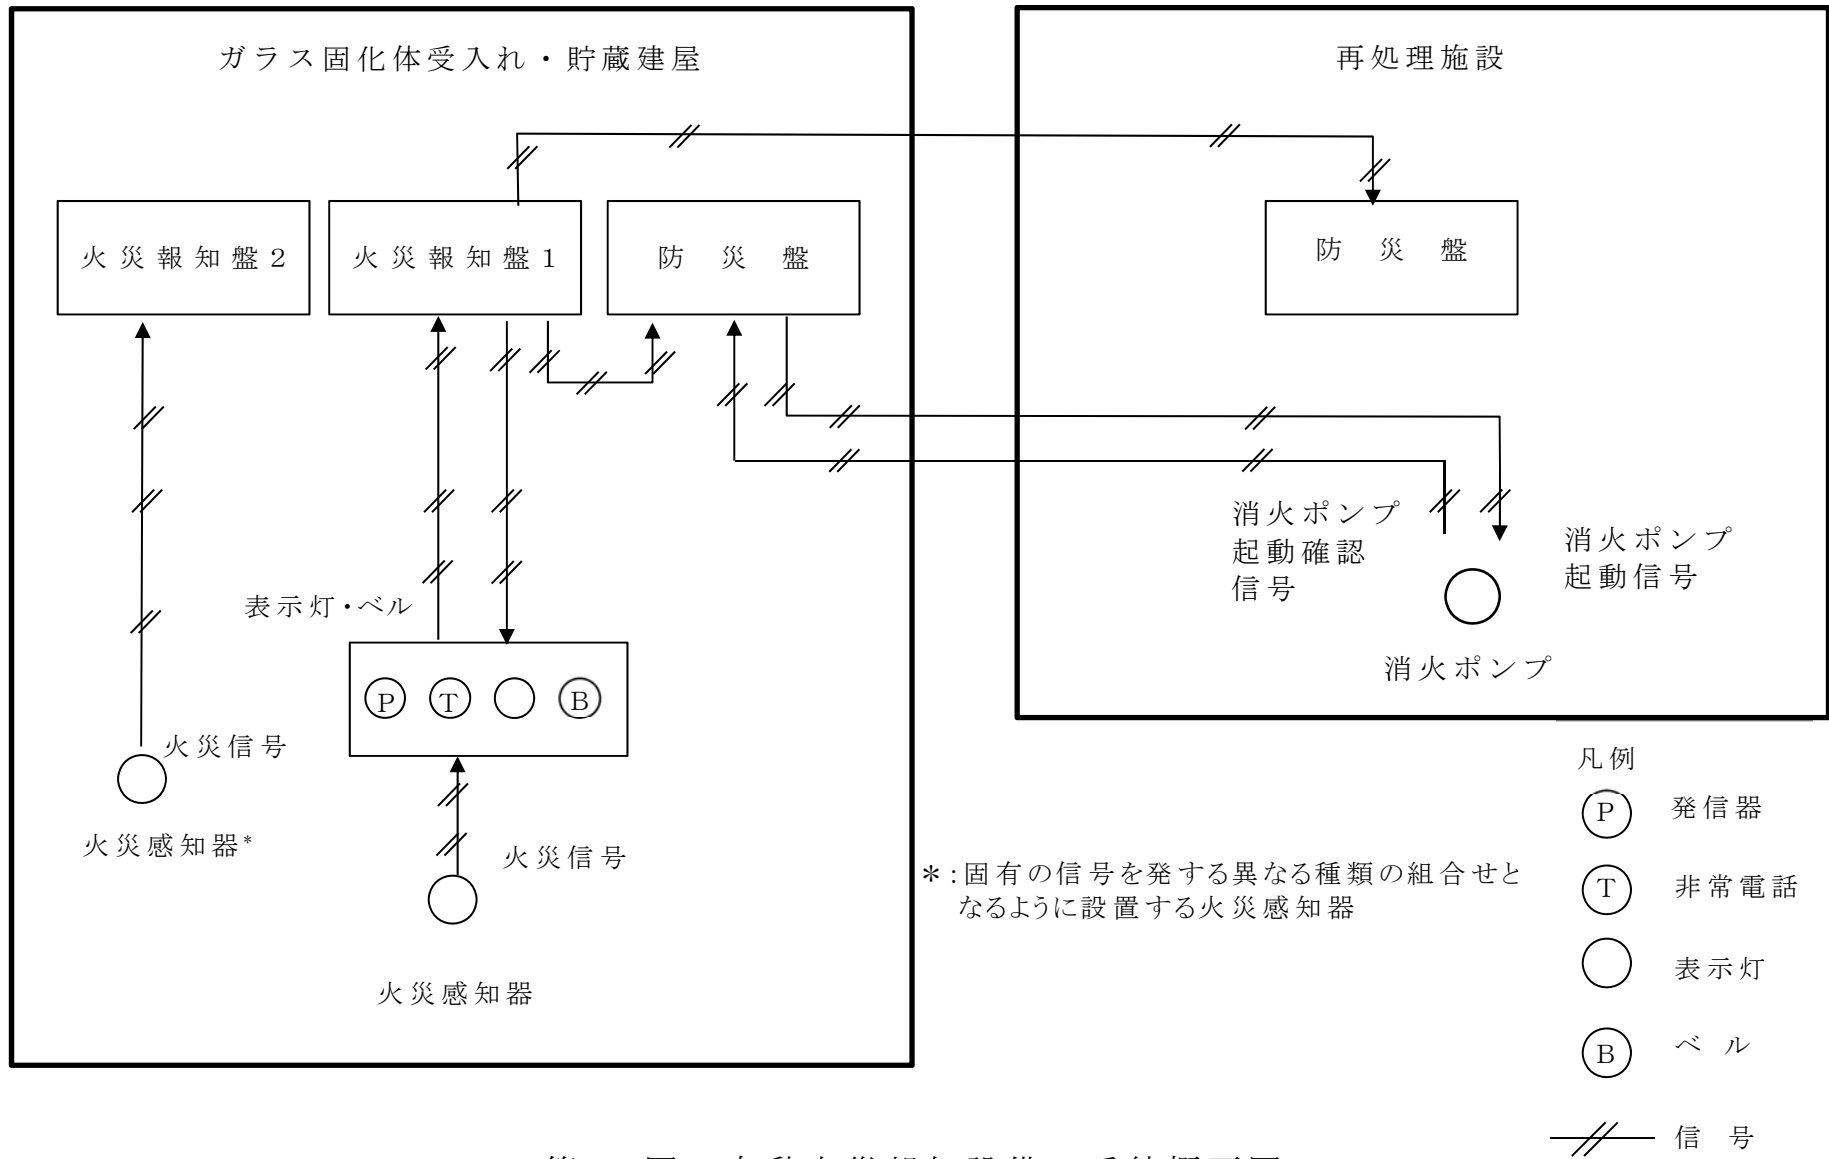 ガラス固化体受入れ・貯蔵建屋
再処理施設
火災報知盤2
火災報知盤1
防災盤
防災盤
消火ポンプ
起動確認
信号
消火ポンプ
起動信号
消火ポンプ
表示灯・ベル
P
T
B
火災信号
火災感知器*
火災信号
火災感知器
*:固有の信号を発する異なる種類の組合せと
なるように設置する火災感知器
凡例
P 発信器
T 非常電話
表示灯
B ベル
信号